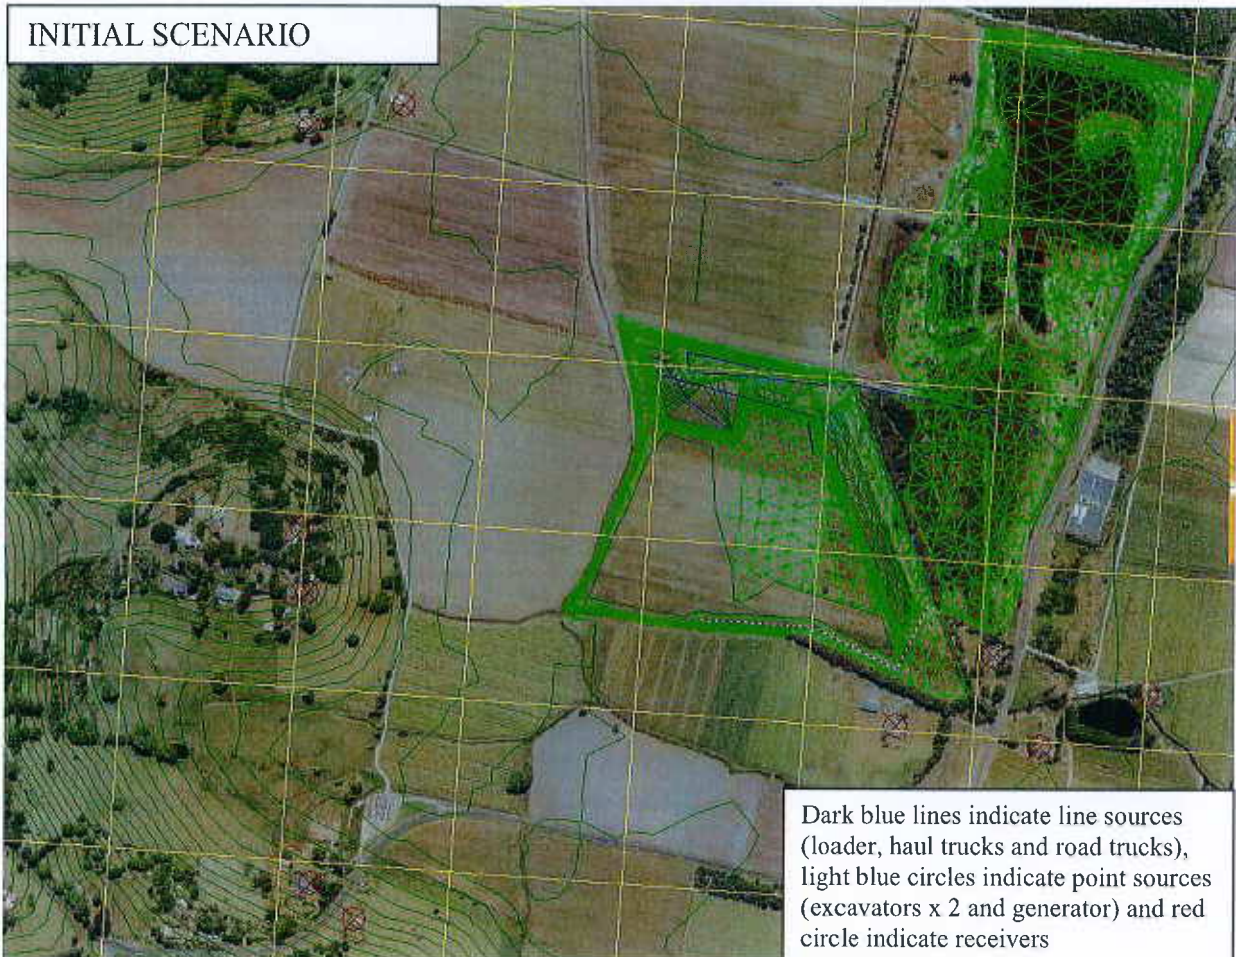 INITIAL SCENARIO
Dark blue lines indicate line sources
(loader, haul trucks and road trucks),
light blue circles indicate point sources
(excavators x 2 and generator) and red
circle indicate receivers